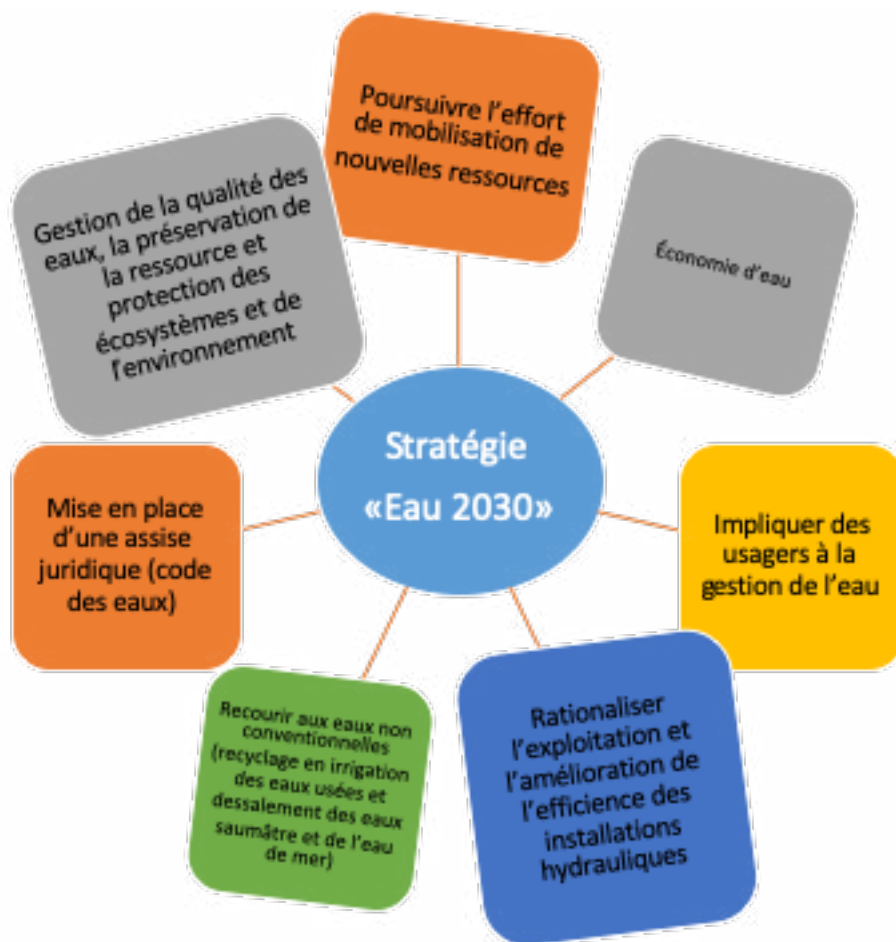 Poursuivre l'effort
de mobilisation de
nouvelles ressources
Économie d'eau
Gestion de la qualité des
eaux, la préservation de
la ressource et
protection des
écosystèmes et de
l'environnement
Stratégie
«Eau 2030»
Mise en place
d'une assise
juridique (code
des eaux)
Impliquer des
usagers à la
gestion de l'eau
Recourir aux eaux non
conventionnelles
(recyclage en irrigation
des eaux usées et
dessalement des eaux
saumâtre et de l'eau
de mer)
Rationaliser
l'exploitation et
l'amélioration de
l'efficience des
installations
hydrauliques